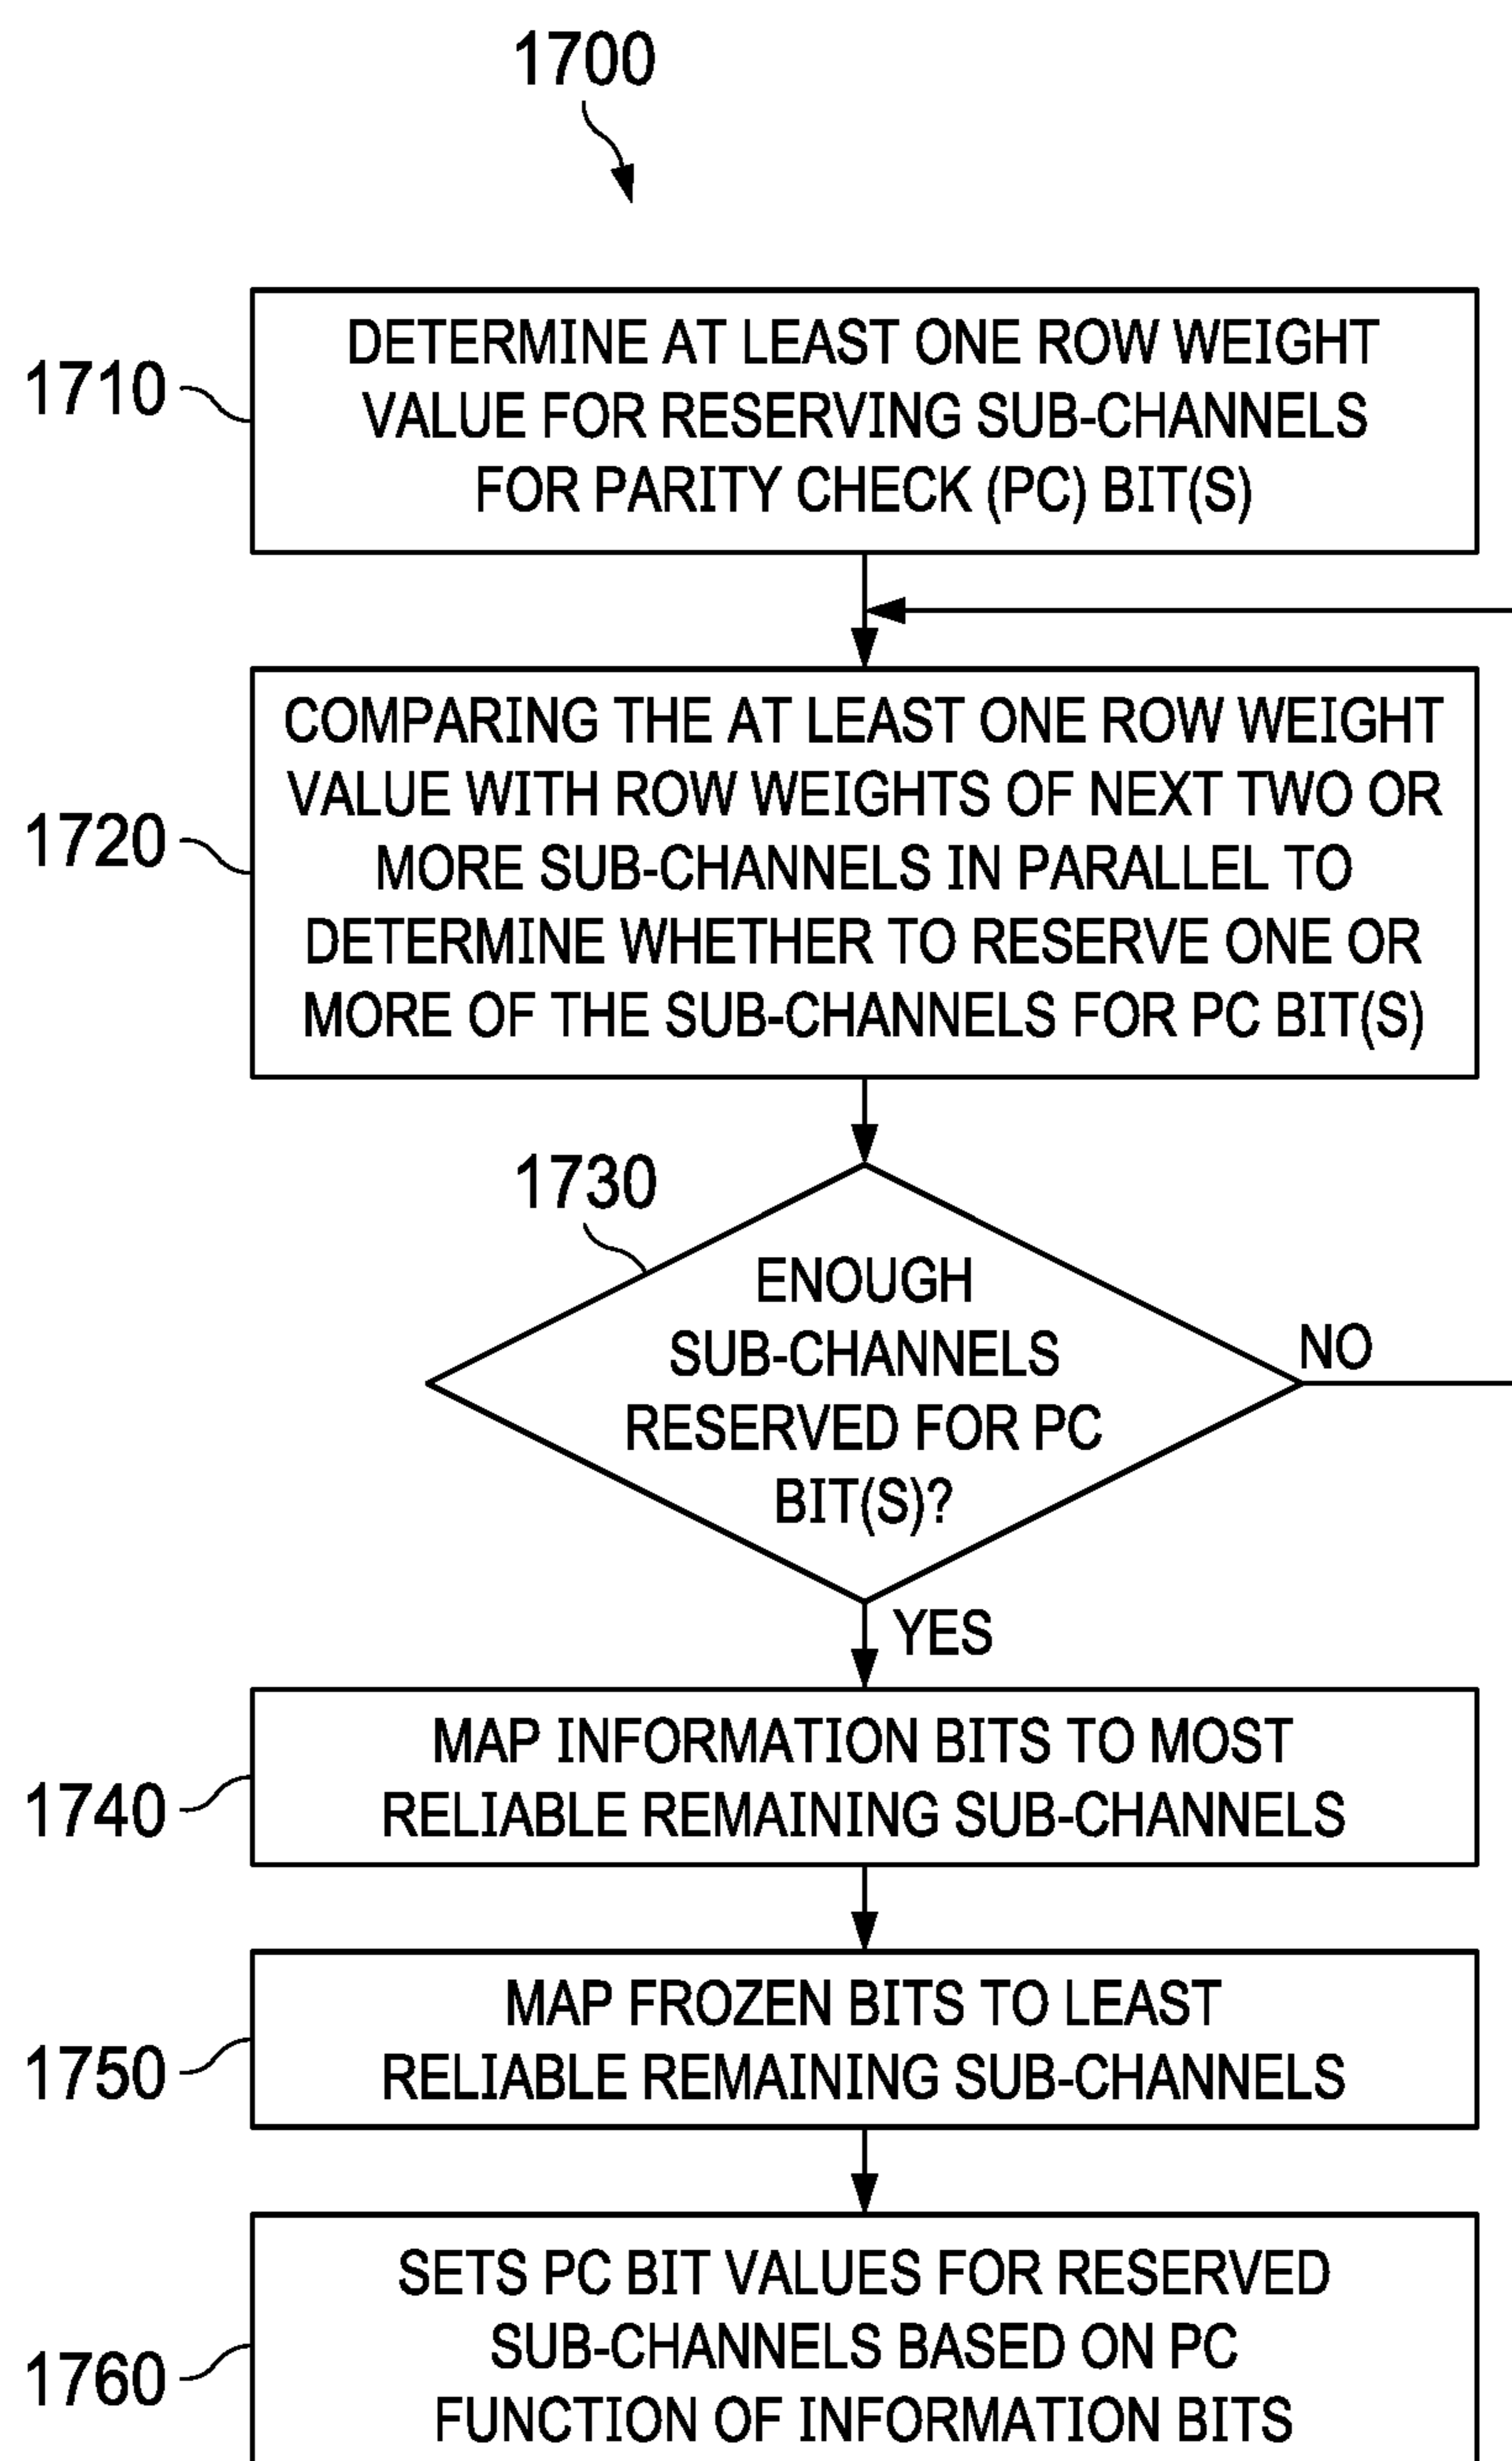 1700
1710
DETERMINE AT LEAST ONE ROW WEIGHT
VALUE FOR RESERVING SUB-CHANNELS
FOR PARITY CHECK (PC) BIT(S)
1720
COMPARING THE AT LEAST ONE ROW WEIGHT
VALUE WITH ROW WEIGHTS OF NEXT TWO OR
MORE SUB-CHANNELS IN PARALLEL TO
DETERMINE WHETHER TO RESERVE ONE OR
MORE OF THE SUB-CHANNELS FOR PC BIT(S)
1730
ENOUGH
SUB-CHANNELS
RESERVED FOR PC
BIT(S)?
NO
YES
1740
MAP INFORMATION BITS TO MOST
RELIABLE REMAINING SUB-CHANNELS
1750
MAP FROZEN BITS TO LEAST
RELIABLE REMAINING SUB-CHANNELS
1760
SETS PC BIT VALUES FOR RESERVED
SUB-CHANNELS BASED ON PC
FUNCTION OF INFORMATION BITS